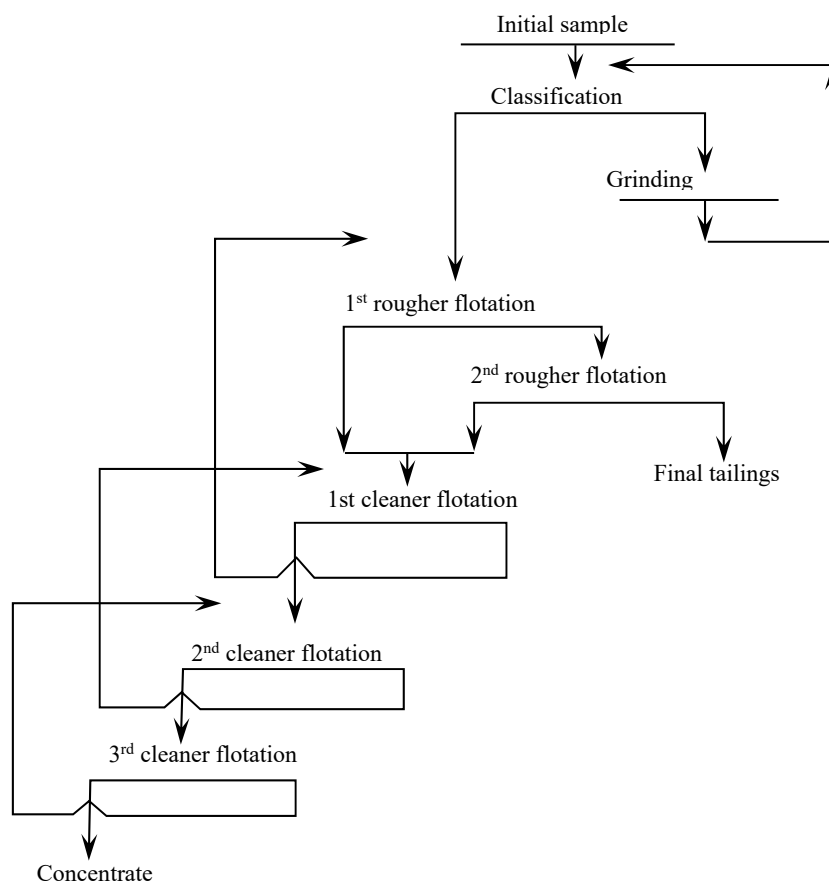 Initial sample
Classification
Grinding
1st rougher flotation
2nd rougher flotation
Final tailings
1st cleaner flotation
2nd cleaner flotation
3rd cleaner flotation
Concentrate